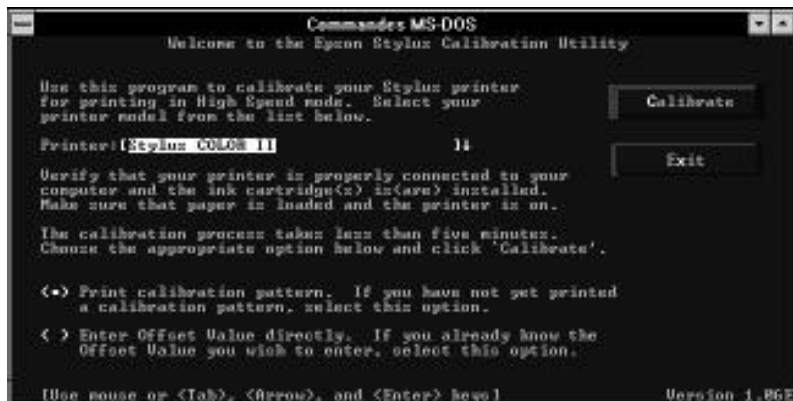 Commandes MS-DOS
Welcome to the Epson Stylus Calibration Utility
Use this program to calibrate your Stylus printer
for printing in High Speed mode. Select your
printer model from the list below.
Calibrate
Printer:[Stylus COLOR II ]↓
Exit
Verify that your printer is properly connected to your
computer and the ink cartridge(s) is(are) installed.
Make sure that paper is loaded and the printer is on.
The calibration process takes less than five minutes.
Choose the appropriate option below and click 'Calibrate'.
(•) Print calibration pattern. If you have not yet printed
a calibration pattern, select this option.
( ) Enter Offset Value directly. If you already know the
Offset Value you wish to enter, select this option.
[Use mouse or <Tab>, <Arrow>, and <Enter> keys] Version 1.06E